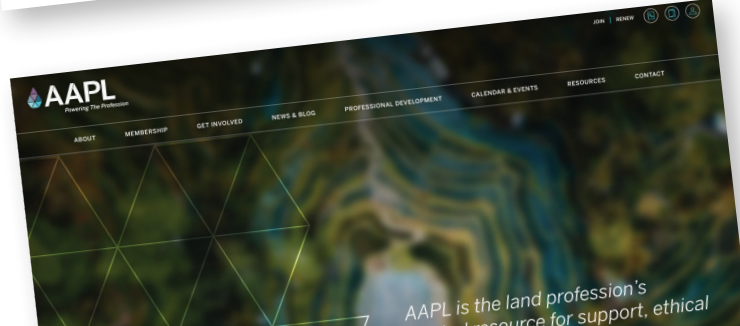 JOIN | RENEW
AAPL
Powering The Profession
ABOUT MEMBERSHIP GET INVOLVED NEWS & BLOG PROFESSIONAL DEVELOPMENT CALENDAR & EVENTS RESOURCES CONTACT
AAPL is the land profession's
resource for support, ethical